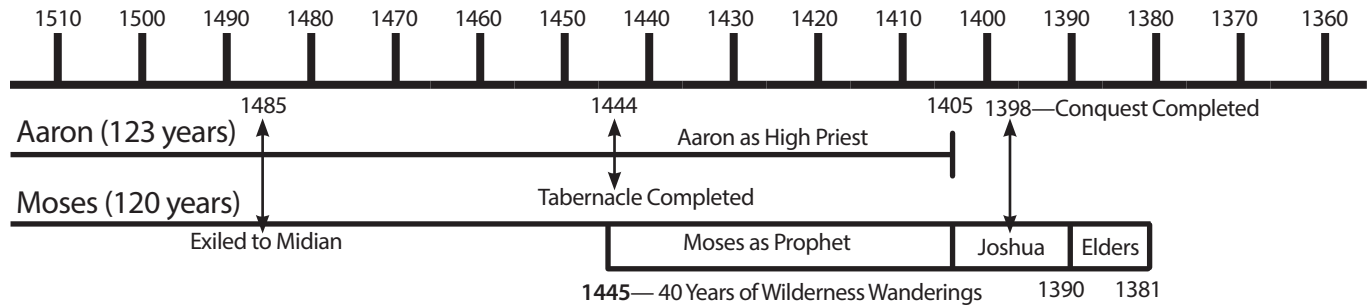 1510 1500 1490 1480 1470 1460 1450 1440 1430 1420 1410 1400 1390 1380 1370 1360
1485 1444 1405 1398—Conquest Completed
Aaron (123 years) Aaron as High Priest
Tabernacle Completed
Moses (120 years)
Exiled to Midian Moses as Prophet Joshua Elders
1445— 40 Years of Wilderness Wanderings 1390 1381